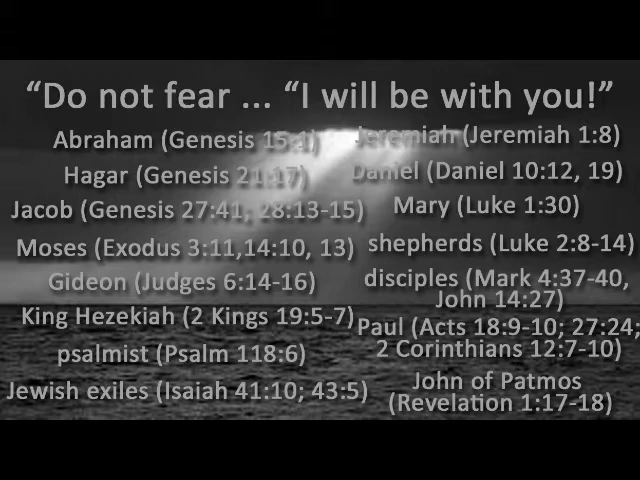 “Do not fear ... “I will be with you!”
Abraham (Genesis 15:1)
Hagar (Genesis 21:17)
Jacob (Genesis 27:41, 28:13-15)
Moses (Exodus 3:11,14:10, 13)
Gideon (Judges 6:14-16)
King Hezekiah (2 Kings 19:5-7)
psalmist (Psalm 118:6)
Jewish exiles (Isaiah 41:10; 43:5)
Jeremiah (Jeremiah 1:8)
Daniel (Daniel 10:12, 19)
Mary (Luke 1:30)
shepherds (Luke 2:8-14)
disciples (Mark 4:37-40,
John 14:27)
Paul (Acts 18:9-10; 27:24;
2 Corinthians 12:7-10)
John of Patmos
(Revelation 1:17-18)